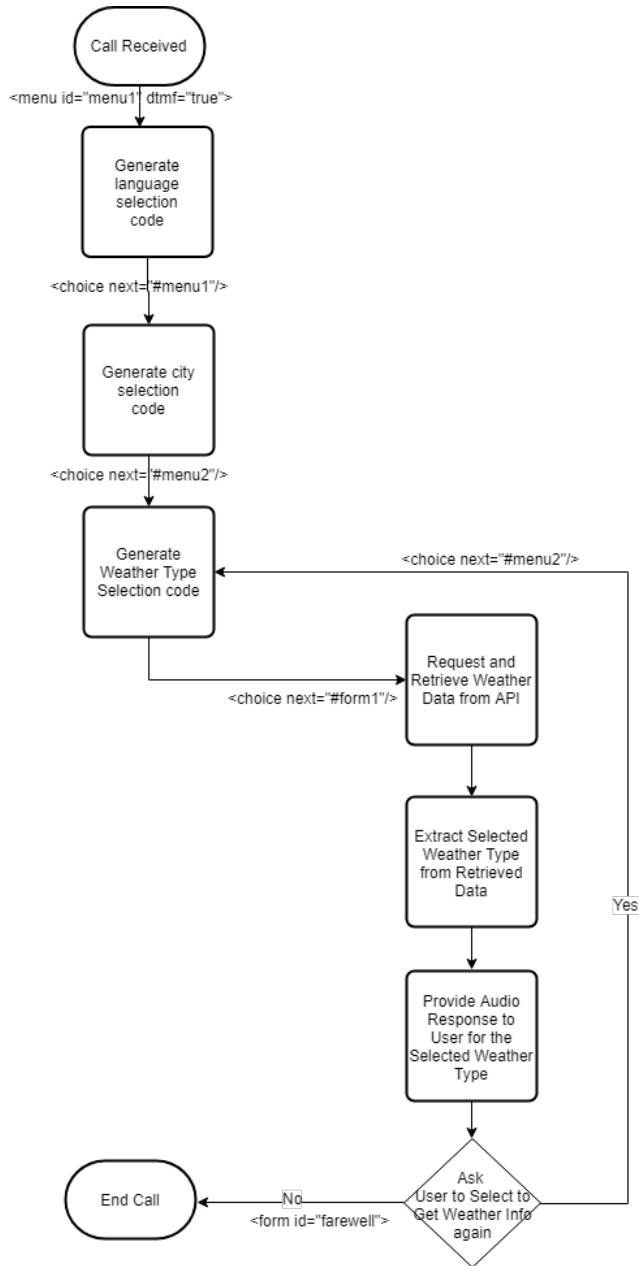 Call Received
<menu id="menu1" dtmf="true">
Generate
language
selection
code
<choice next="#menu1"/>
Generate city
selection
code
<choice next="#menu2"/>
Generate
Weather Type
Selection code
<choice next="#menu2"/>
<choice next="#form1"/>
Request and
Retrieve Weather
Data from API
Extract Selected
Weather Type
from Retrieved
Data
Yes
Provide Audio
Response to
User for the
Selected Weather
Type
Ask
User to Select to
Get Weather Info
again
No
<form id="farewell">
End Call